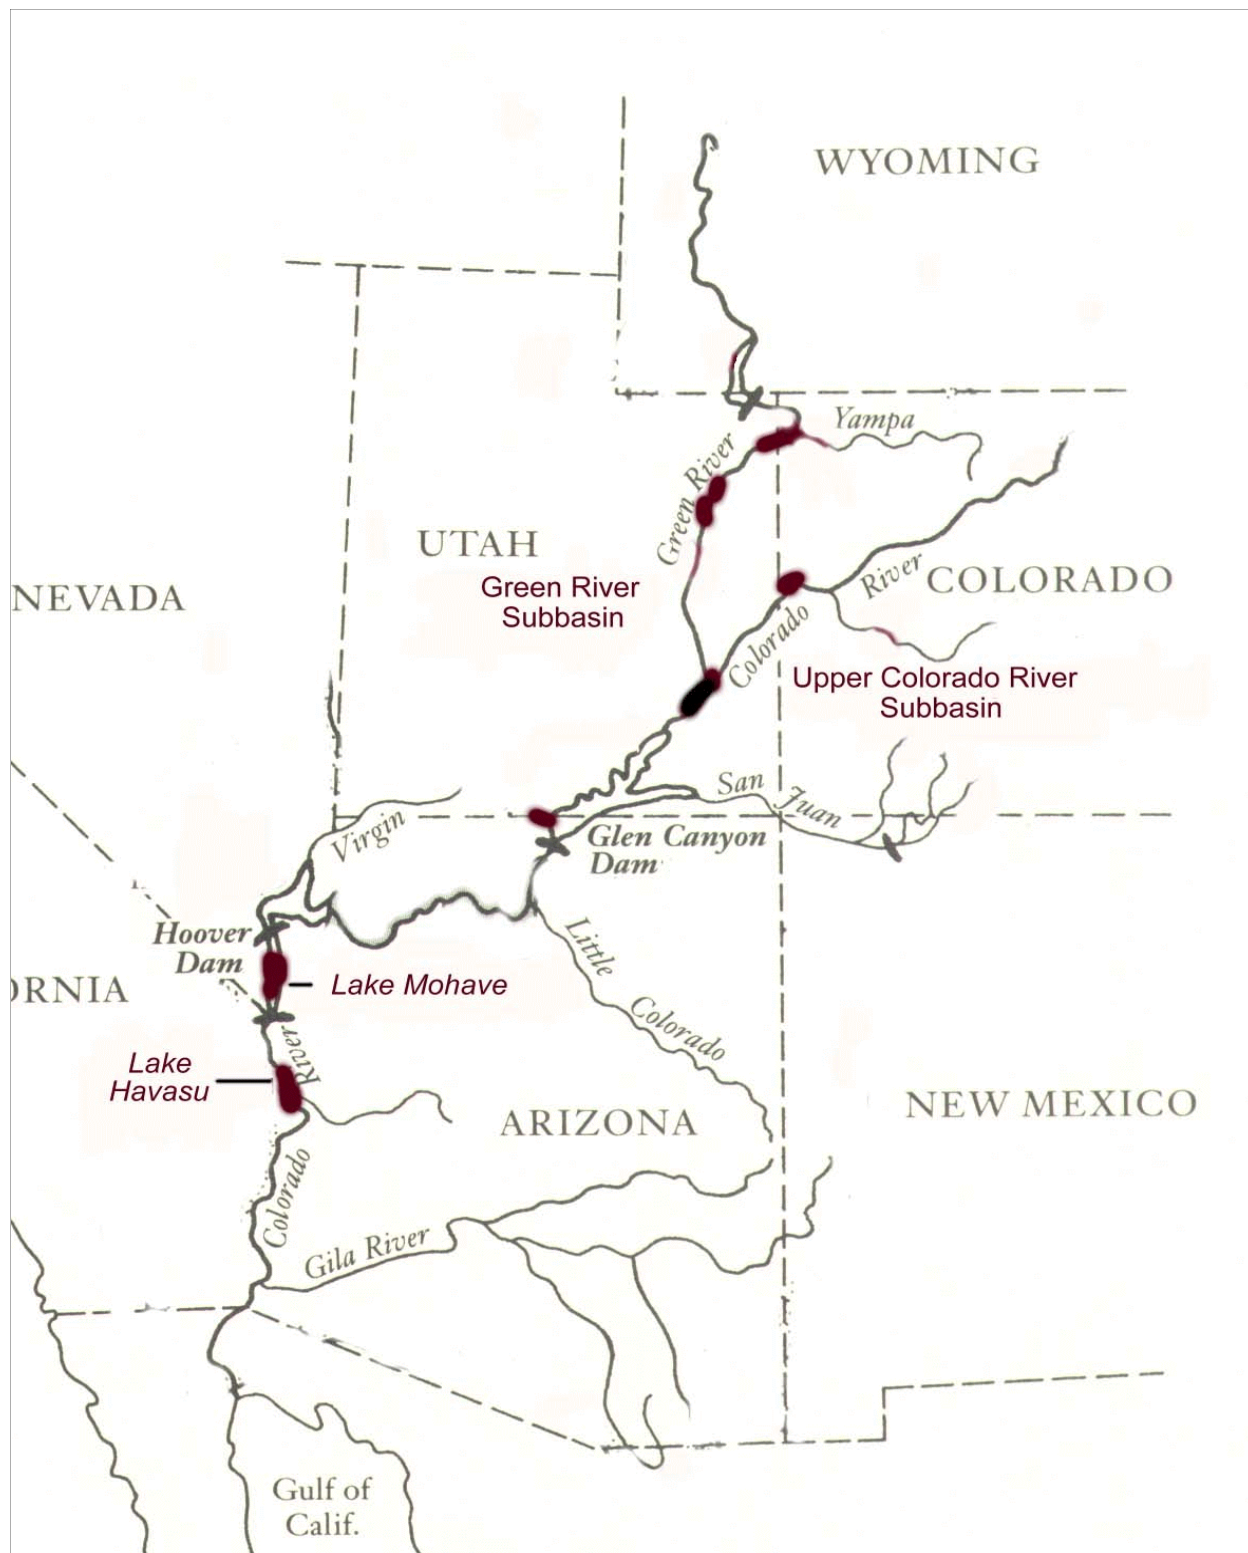 WYOMING
Yampa
Green River
UTAH
Green River
Subbasin
NEVADA
River
COLORADO
Colorado
Upper Colorado River
Subbasin
San Juan
Virgin
Glen Canyon
Dam
Hoover
Dam
Little Colorado
ORNIA
Lake Mohave
River
Lake
Havasu
ARIZONA
NEW MEXICO
Colorado
Gila River
Gulf of
Calif.